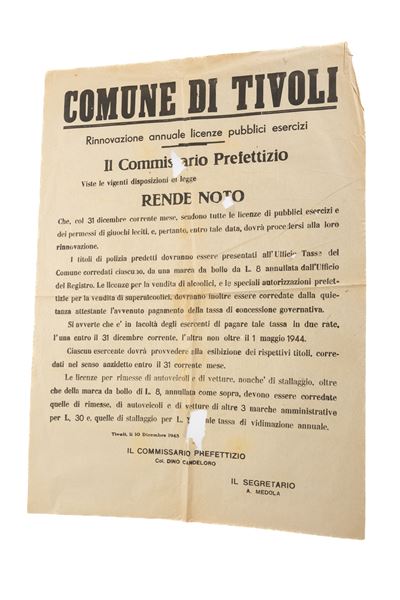 COMUNE DI TIVOLI
Rinnovazione annuale licenze pubblici esercizi
Il Commissario Prefettizio
Viste le vigenti disposizioni di legge
RENDE NOTO
Che, col 31 dicembre corrente mese, scadono tutte le licenze di pubblici esercizi e
dei permessi di giuochi leciti, e, pertanto, entro tale data, dovrà procedersi alla loro
rinnovazione.
I titoli di polizia predetti dovranno essere presentati all'Ufficio Tasse del
Comune corredati ciascuno, da una marca da bollo da L. 8 annullata dall'Ufficio
del Registro. Le licenze per la vendita di alcoolici, e le speciali autorizzazioni prefet-
tizie per la vendita di superalcoolici, dovranno inoltre essere corredate dalla quie-
tanza attestante l'avvenuto pagamento della tassa di concessione governativa.
Si avverte che e' in facoltà degli esercenti di pagare tale tassa in due rate,
l'una entro il 31 dicembre corrente, l'altra non oltre il 1 maggio 1944.
Ciascun esercente dovrà provvedere alla esibizione dei rispettivi titoli, corre-
dati nel senso anzidetto entro il 31 corrente mese.
Le licenze per rimesse di autoveicoli e di vetture, nonche' di stallaggio, oltre
che della marca da bollo di L. 8, annullata come sopra, devono essere corredate
quelle di rimesse, di autoveicoli e di vetture di altre 3 marche amministrative
per L. 30 e, quelle di stallaggio per L. tale tassa di vidimazione annuale.
Tivoli, li 10 Dicembre 1943
IL COMMISSARIO PREFETTIZIO
Col. DINO CANDELORO
IL SEGRETARIO
A. MEDOLA